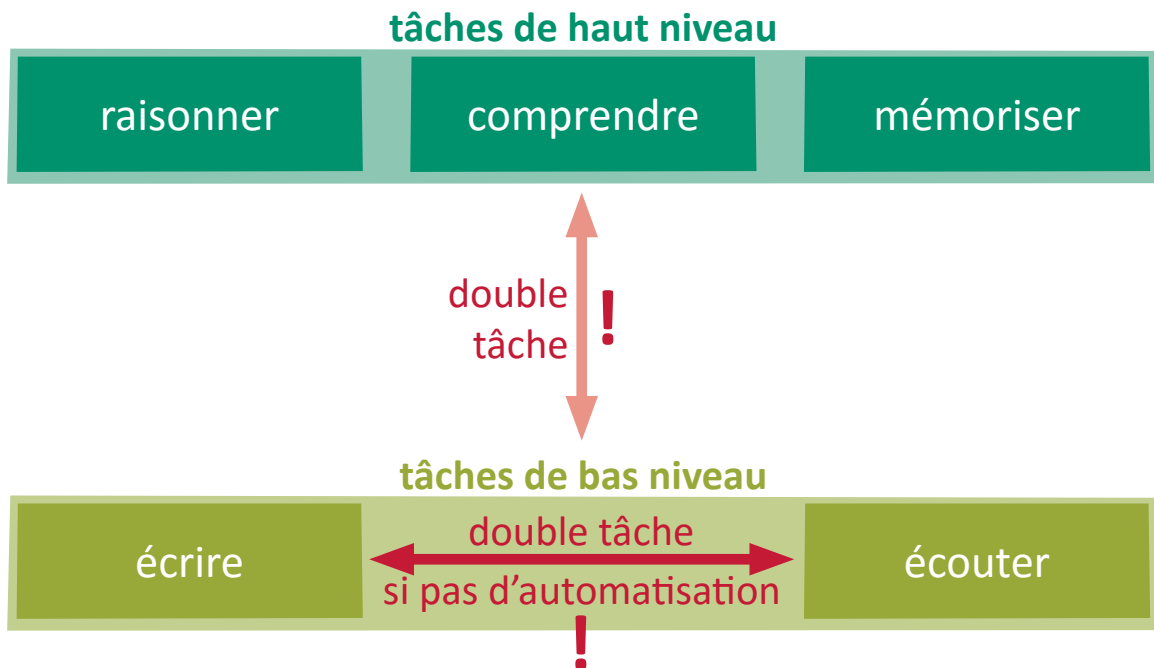 tâches de haut niveau
raisonner comprendre mémoriser
double
tâche !
tâches de bas niveau
écrire double tâche écouter
si pas d'automatisation
!